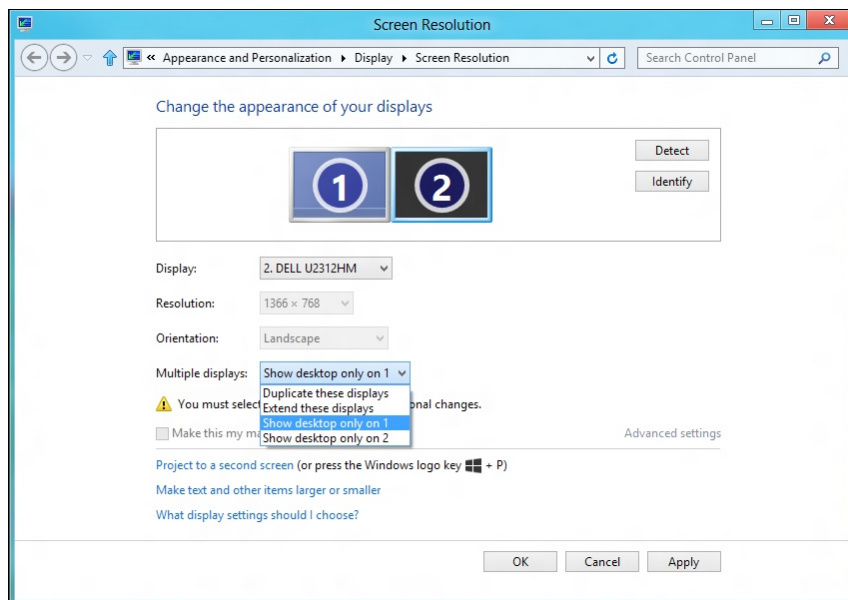 Screen Resolution
« Appearance and Personalization Display Screen Resolution Search Control Panel
Change the appearance of your displays
1 2
Detect
Identify
Display: 2. DELL U2312HM
Resolution: 1366 × 768
Orientation: Landscape
Multiple displays: Show desktop only on 1
Duplicate these displays
Extend these displays
Show desktop only on 1
Show desktop only on 2
You must select onal changes.
Make this my ma
Advanced settings
Project to a second screen (or press the Windows logo key + P)
Make text and other items larger or smaller
What display settings should I choose?
OK Cancel Apply